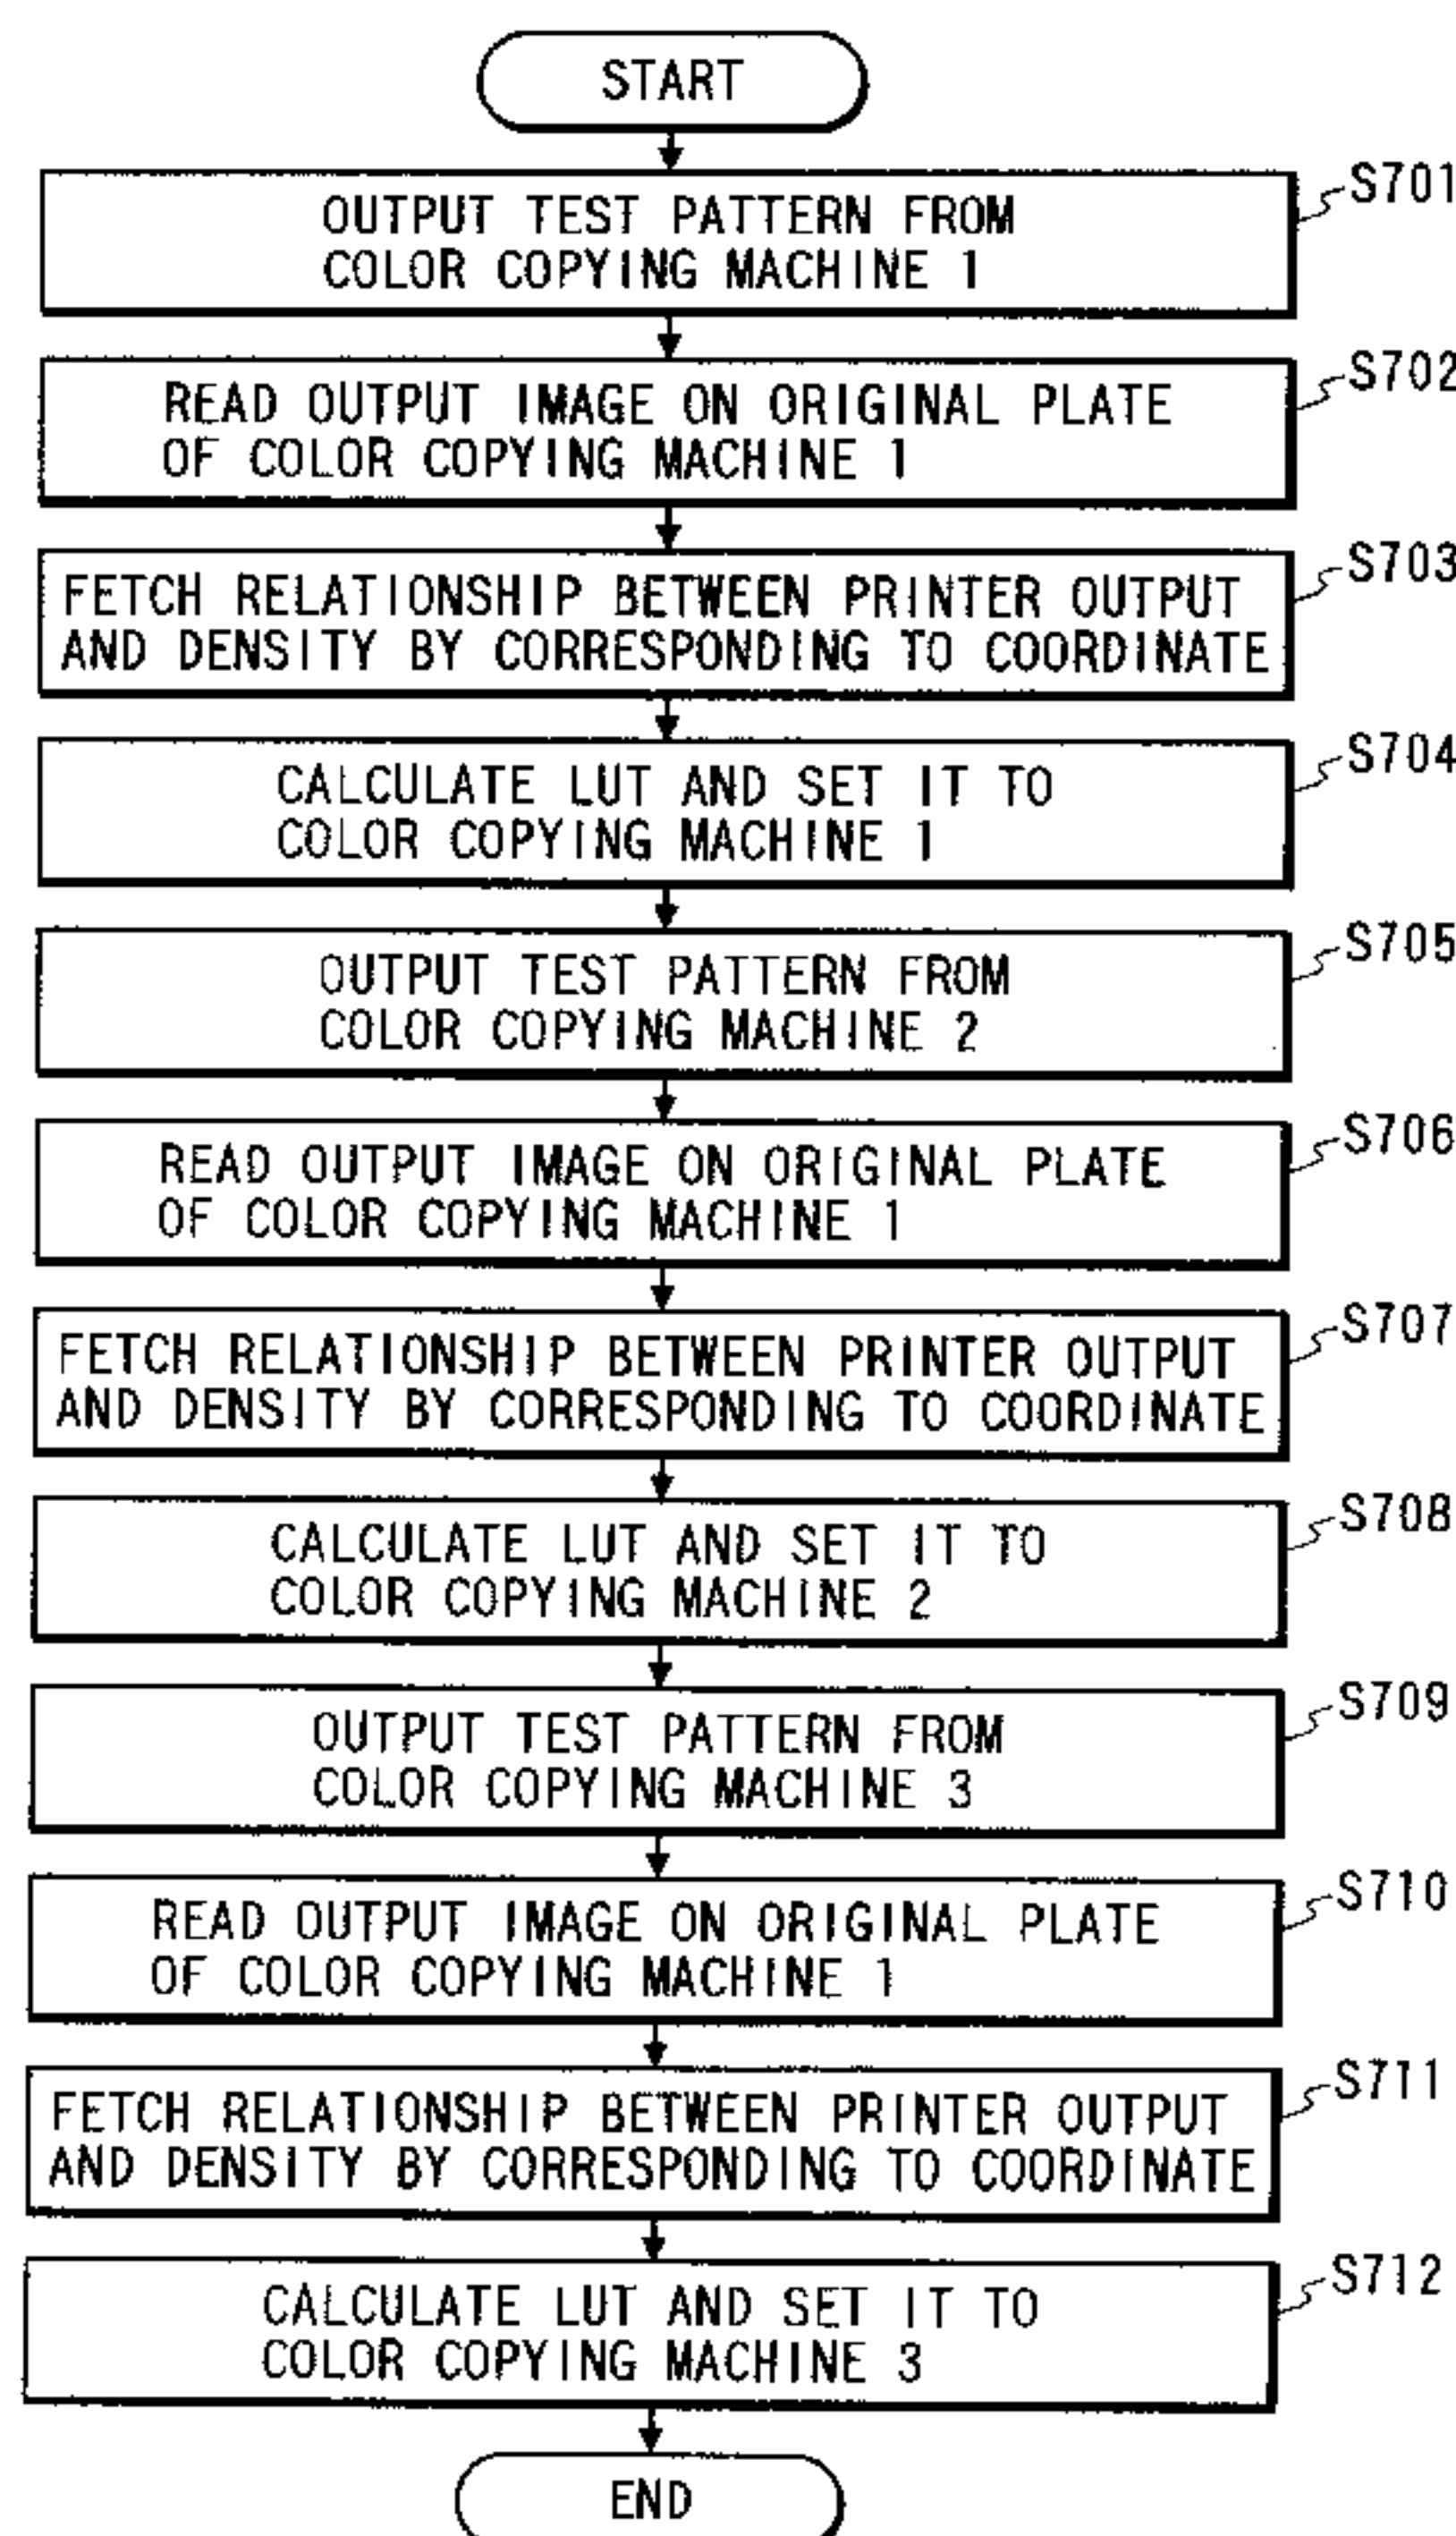 START
S701
OUTPUT TEST PATTERN FROM
COLOR COPYING MACHINE 1
S702
READ OUTPUT IMAGE ON ORIGINAL PLATE
OF COLOR COPYING MACHINE 1
S703
FETCH RELATIONSHIP BETWEEN PRINTER OUTPUT
AND DENSITY BY CORRESPONDING TO COORDINATE
S704
CALCULATE LUT AND SET IT TO
COLOR COPYING MACHINE 1
S705
OUTPUT TEST PATTERN FROM
COLOR COPYING MACHINE 2
S706
READ OUTPUT IMAGE ON ORIGINAL PLATE
OF COLOR COPYING MACHINE 1
S707
FETCH RELATIONSHIP BETWEEN PRINTER OUTPUT
AND DENSITY BY CORRESPONDING TO COORDINATE
S708
CALCULATE LUT AND SET IT TO
COLOR COPYING MACHINE 2
S709
OUTPUT TEST PATTERN FROM
COLOR COPYING MACHINE 3
S710
READ OUTPUT IMAGE ON ORIGINAL PLATE
OF COLOR COPYING MACHINE 1
S711
FETCH RELATIONSHIP BETWEEN PRINTER OUTPUT
AND DENSITY BY CORRESPONDING TO COORDINATE
S712
CALCULATE LUT AND SET IT TO
COLOR COPYING MACHINE 3
END